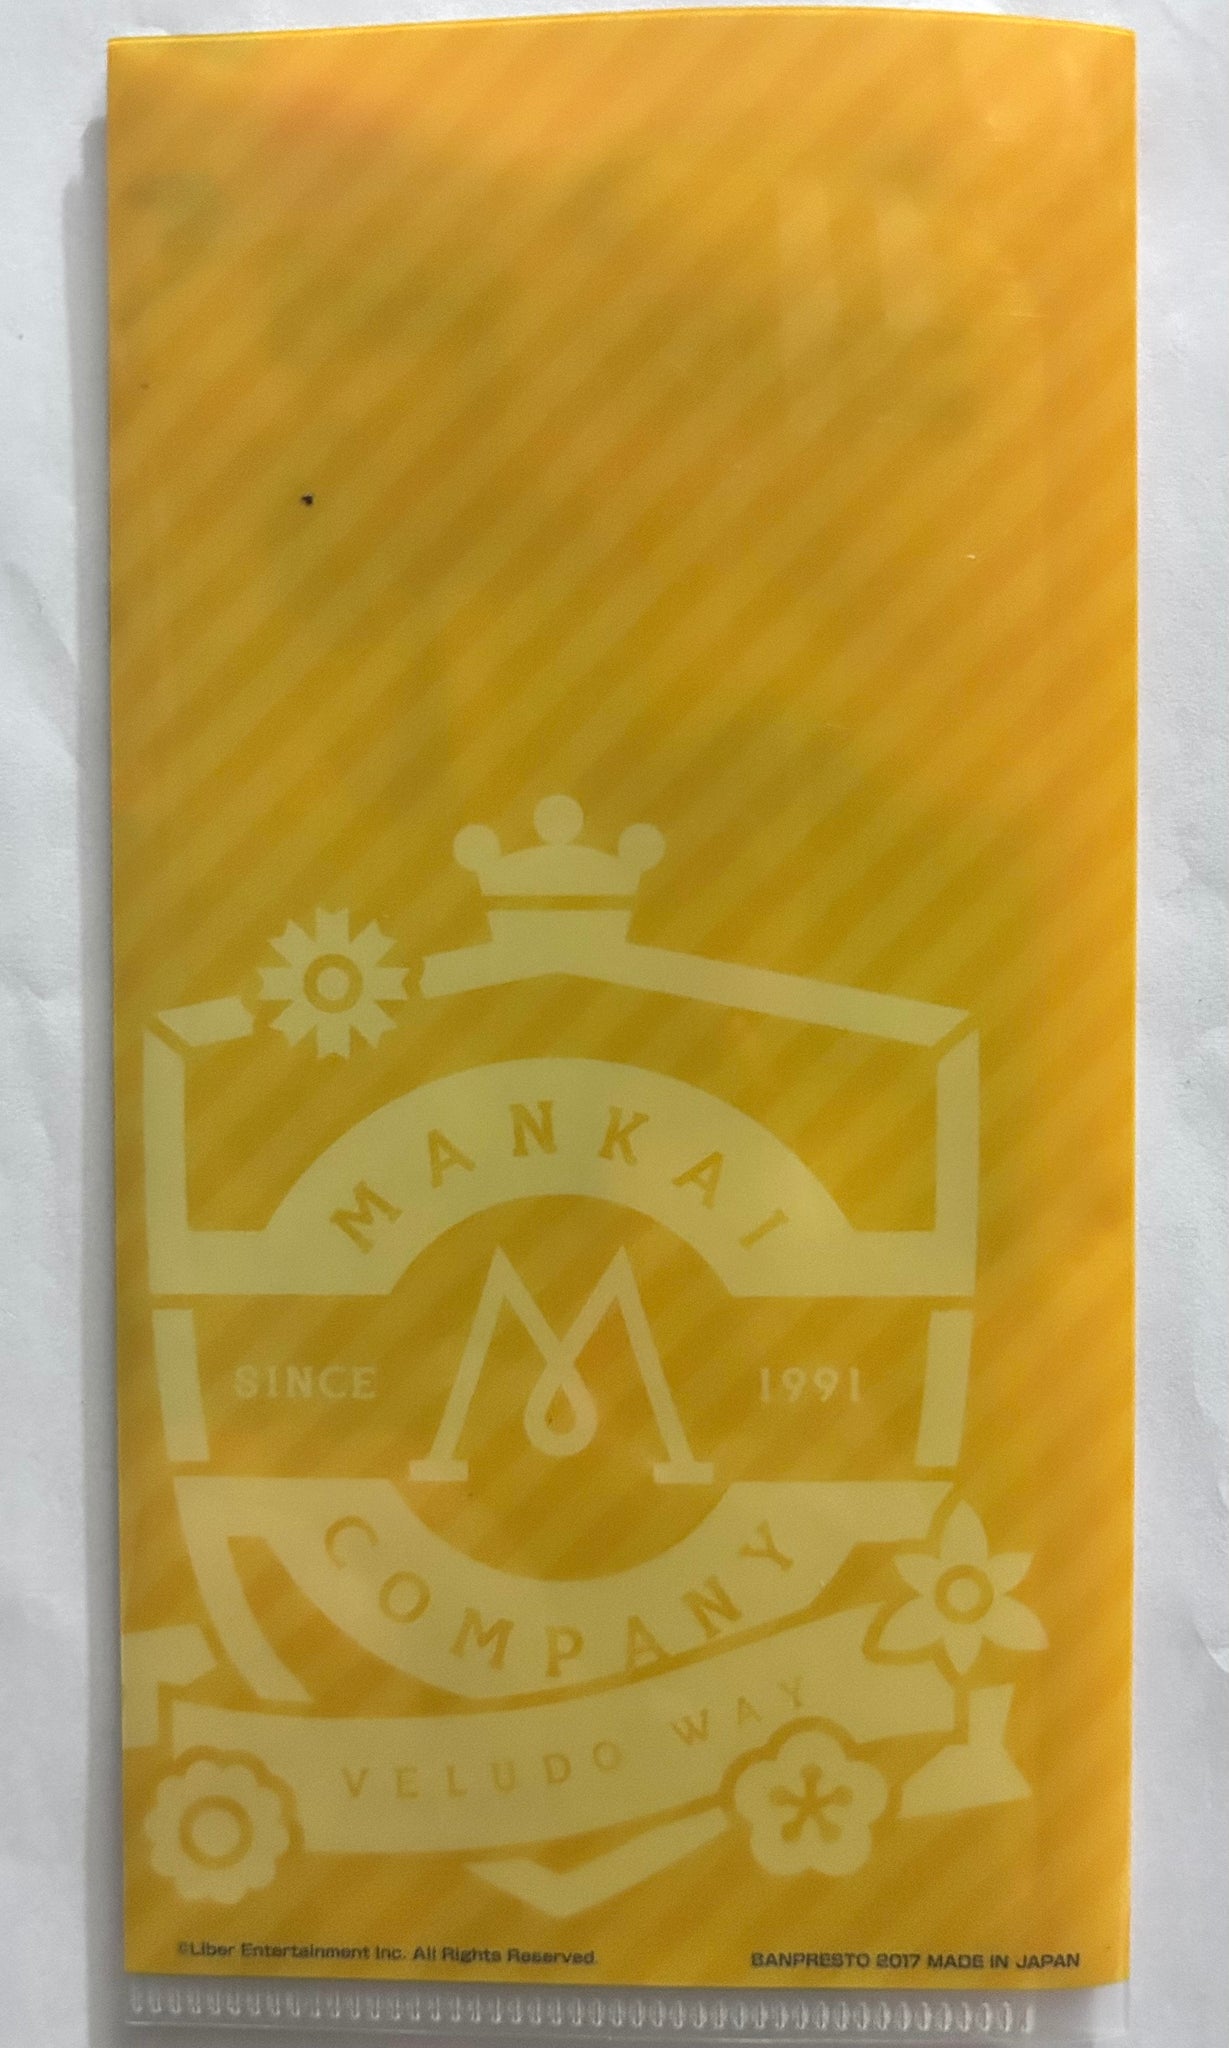 MANKAI
M
SINCE 1991
COMPANY
VELUDO WAY
©Liber Entertainment Inc. All Rights Reserved.
BANPRESTO 2017 MADE IN JAPAN